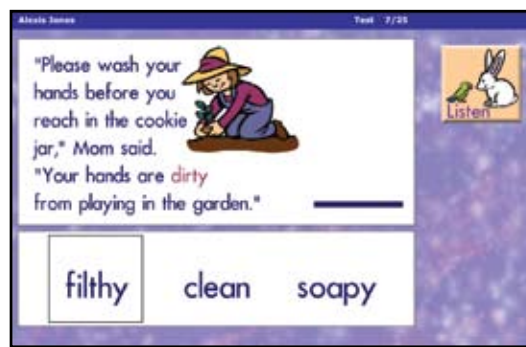 Alexis Jones
Test 7/25
"Please wash your
hands before you
reach in the cookie
jar," Mom said.
"Your hands are dirty
from playing in the garden."
Listen
filthy clean soapy